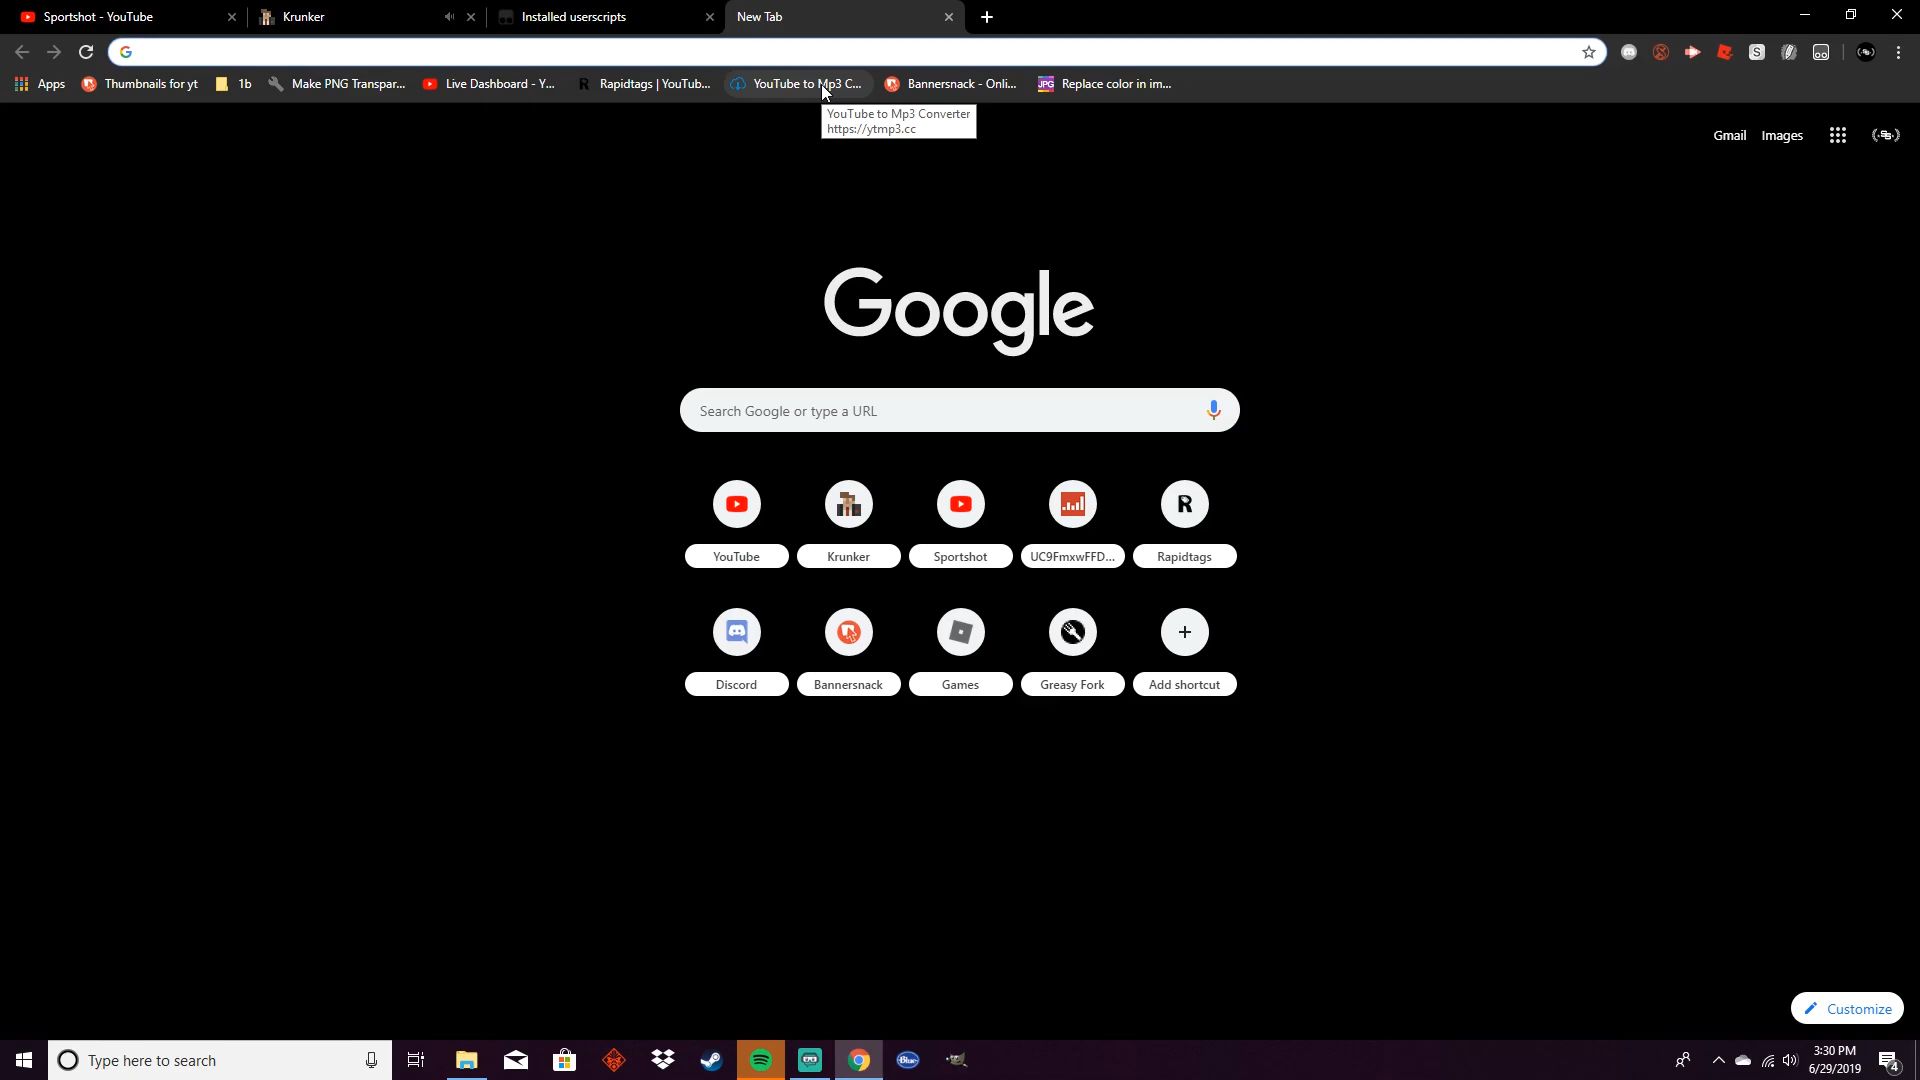 Sportshot - YouTube
Krunker
Installed userscripts
New Tab
Apps
Thumbnails for yt
1b
Make PNG Transpar...
Live Dashboard - Y...
Rapidtags | YouTub...
YouTube to Mp3 C...
Bannersnack - Onli...
JPG
Replace color in im...
YouTube to Mp3 Converter
https://ytmp3.cc
Gmail
Images
Google
Search Google or type a URL
YouTube
Krunker
Sportshot
UC9FmxwFFD...
Rapidtags
Discord
Bannersnack
Games
Greasy Fork
Add shortcut
Customize
Type here to search
Blue
3:30 PM
6/29/2019
4